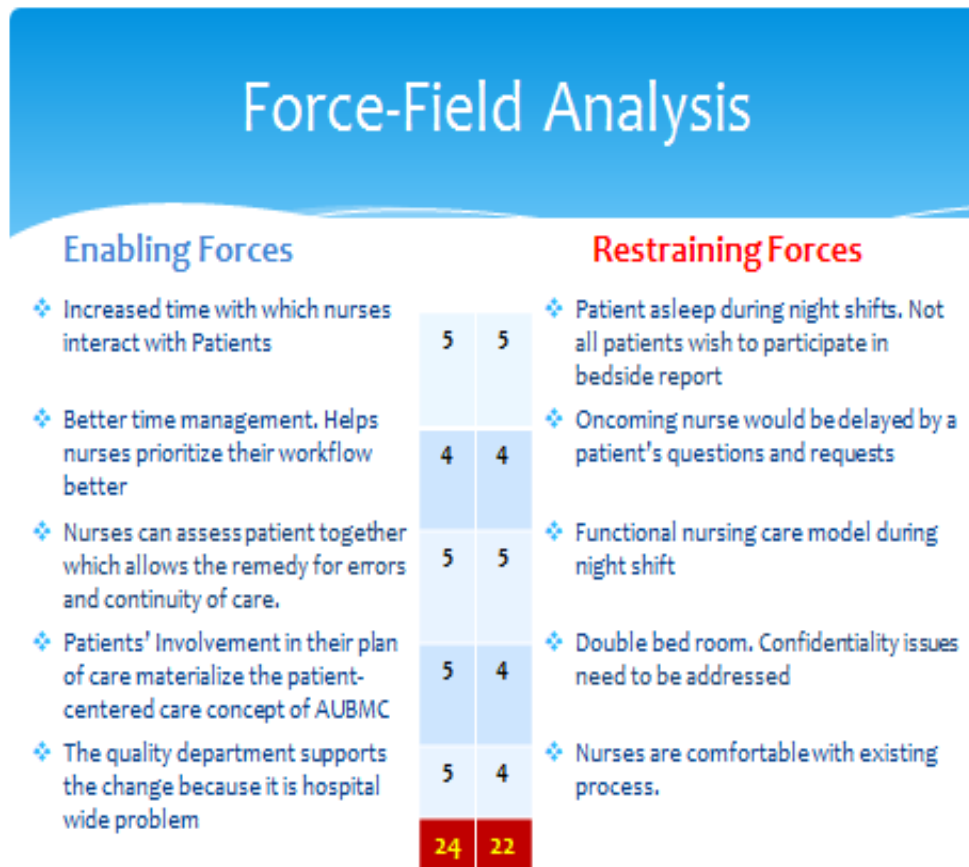 Force-Field Analysis
Enabling Forces
❖ Increased time with which nurses
interact with Patients
❖ Better time management. Helps
nurses prioritize their workflow
better
❖ Nurses can assess patient together
which allows the remedy for errors
and continuity of care.
❖ Patients' Involvement in their plan
of care materialize the patient-
centered care concept of AUBMC
❖ The quality department supports
the change because it is hospital
wide problem
5 5
4 4
5 5
5 4
5 4
24 22
Restraining Forces
❖ Patient asleep during night shifts. Not
all patients wish to participate in
bedside report
❖ Oncoming nurse would be delayed by a
patient's questions and requests
❖ Functional nursing care model during
night shift
❖ Double bed room. Confidentiality issues
need to be addressed
❖ Nurses are comfortable with existing
process.